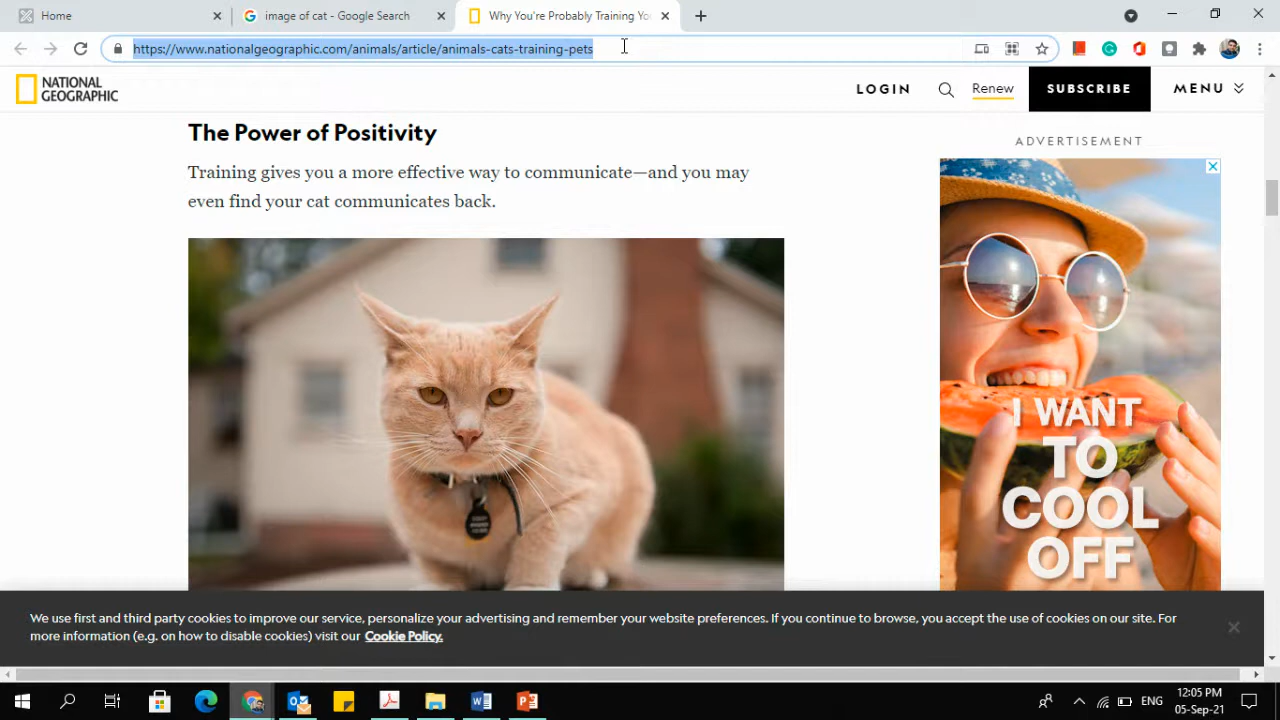 Home
image of cat - Google Search
Why You're Probably Training Yo
https://www.nationalgeographic.com/animals/article/animals-cats-training-pets
NATIONAL
GEOGRAPHIC
LOGIN
Renew
SUBSCRIBE
MENU
The Power of Positivity
Training gives you a more effective way to communicate—and you may
even find your cat communicates back.
ADVERTISEMENT
I WANT
TO
COOL
OFF
We use first and third party cookies to improve our service, personalize your advertising and remember your website preferences. If you continue to browse, you accept the use of cookies on our site. For
more information (e.g. on how to disable cookies) visit our Cookie Policy.
ENG
12:05 PM
05-Sep-21